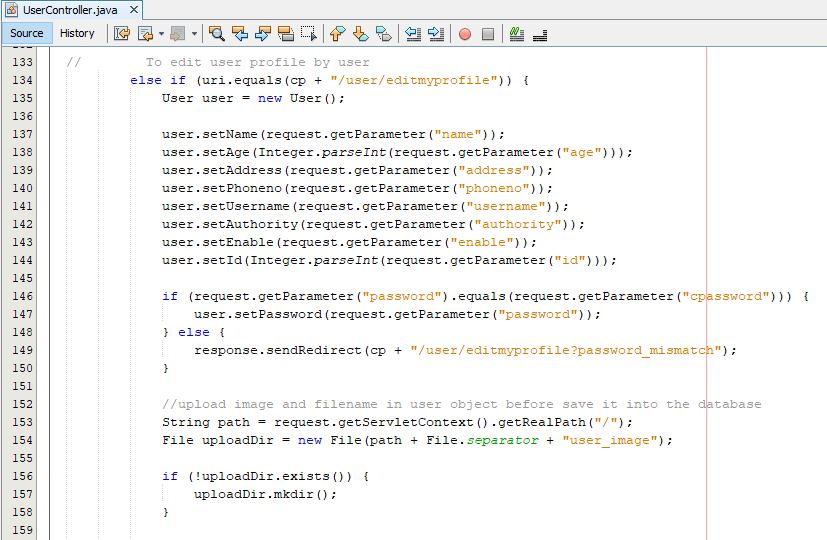 UserController.java
Source History
133 // To edit user profile by user
134 else if (uri.equals(cp + "/user/editmyprofile")) {
135 User user = new User();
136
137 user.setName(request.getParameter("name"));
138 user.setAge(Integer.parseInt(request.getParameter("age")));
139 user.setAddress(request.getParameter("address"));
140 user.setPhoneno(request.getParameter("phoneno"));
141 user.setUsername(request.getParameter("username"));
142 user.setAuthority(request.getParameter("authority"));
143 user.setEnable(request.getParameter("enable"));
144 user.setId(Integer.parseInt(request.getParameter("id")));
145
146 if (request.getParameter("password").equals(request.getParameter("cpassword"))) {
147 user.setPassword(request.getParameter("password"));
148 } else {
149 response.sendRedirect(cp + "/user/editmyprofile?password_mismatch");
150 }
151
152 //upload image and filename in user object before save it into the database
153 String path = request.getServletContext().getRealPath("/");
154 File uploadDir = new File(path + File.separator + "user_image");
155
156 if (!uploadDir.exists()) {
157 uploadDir.mkdir();
158 }
159